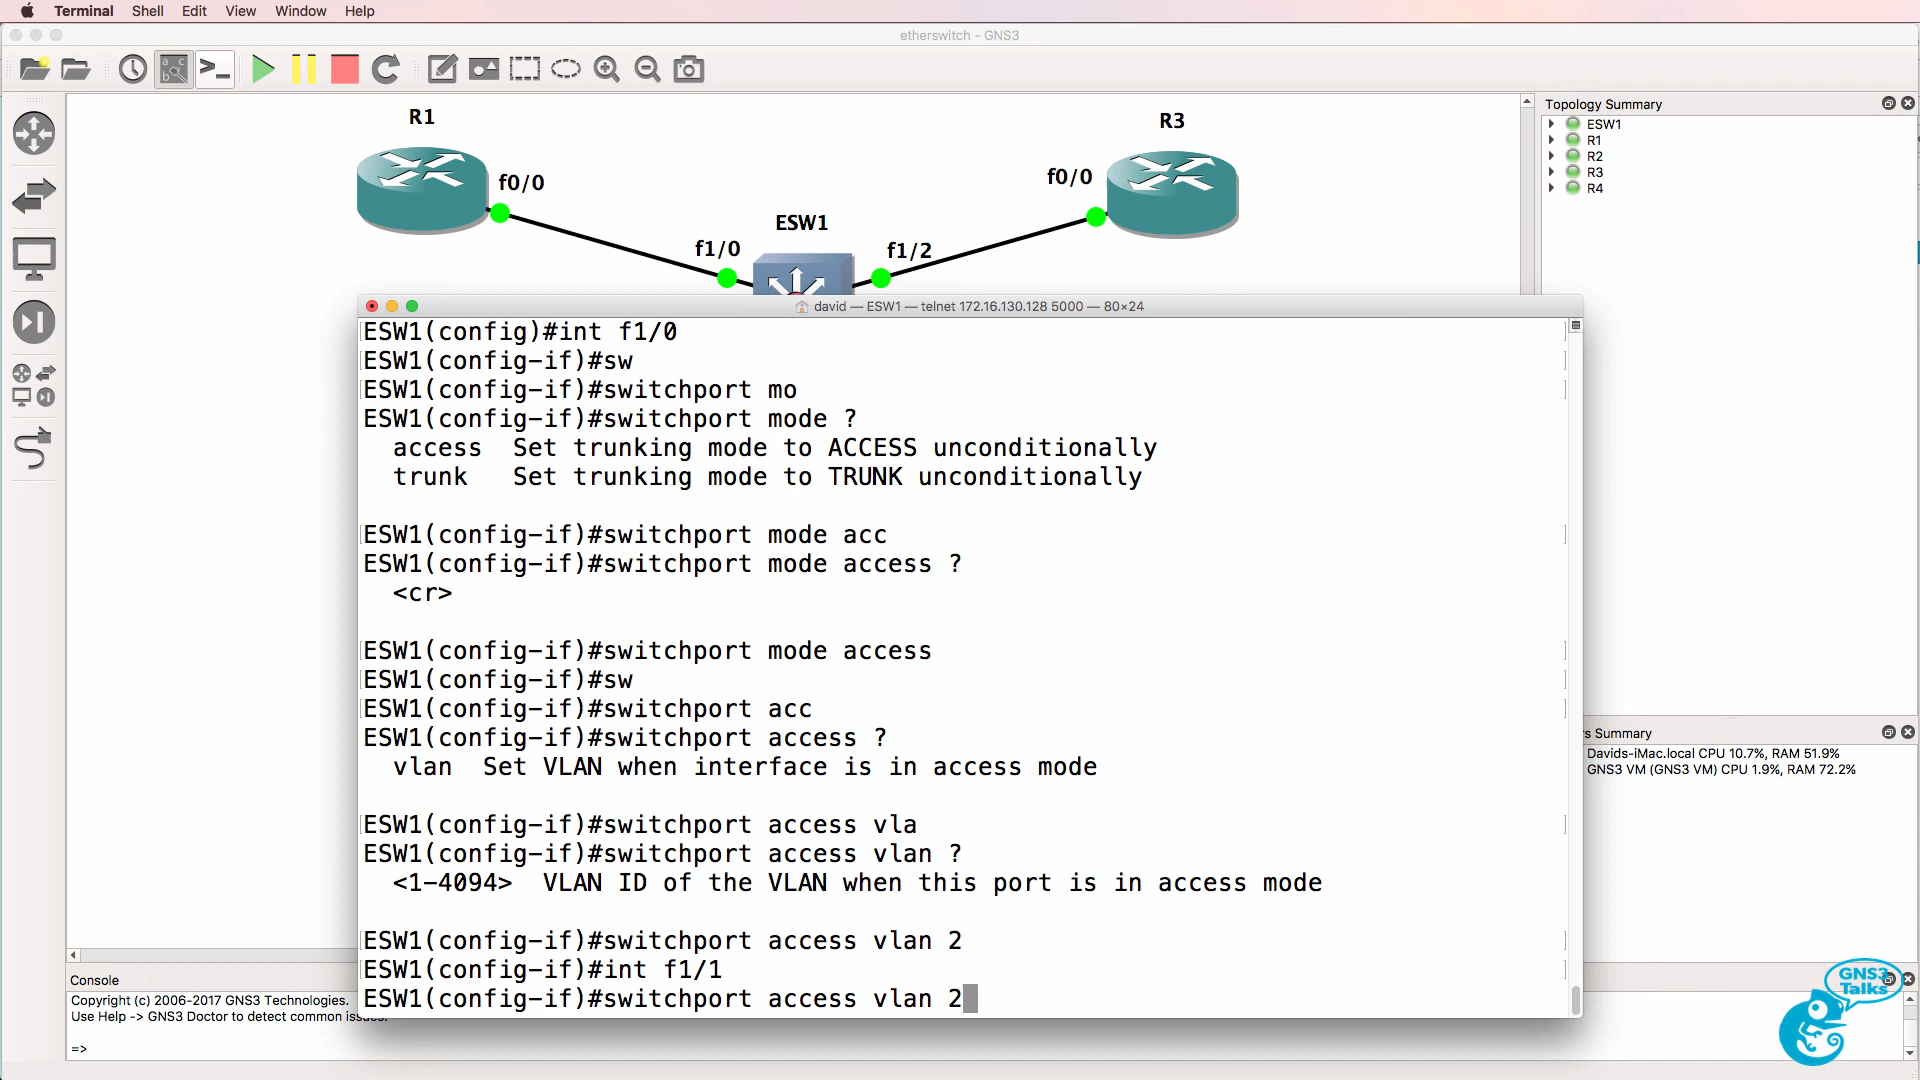 Terminal Shell Edit View Window Help
etherswitch - GNS3
R1
R3
f0/0
f0/0
ESW1
f1/0
f1/2
Topology Summary
ESW1
R1
R2
R3
R4
david — ESW1 — telnet 172.16.130.128 5000 — 80×24
ESW1(config)#int f1/0
ESW1(config-if)#sw
ESW1(config-if)#switchport mo
ESW1(config-if)#switchport mode ?
access Set trunking mode to ACCESS unconditionally
trunk Set trunking mode to TRUNK unconditionally
ESW1(config-if)#switchport mode acc
ESW1(config-if)#switchport mode access ?
<cr>
ESW1(config-if)#switchport mode access
ESW1(config-if)#sw
ESW1(config-if)#switchport acc
ESW1(config-if)#switchport access ?
vlan Set VLAN when interface is in access mode
ESW1(config-if)#switchport access vla
ESW1(config-if)#switchport access vlan ?
<1-4094> VLAN ID of the VLAN when this port is in access mode
ESW1(config-if)#switchport access vlan 2
ESW1(config-if)#int f1/1
ESW1(config-if)#switchport access vlan 2
s Summary
Davids-iMac.local CPU 10.7%, RAM 51.9%
GNS3 VM (GNS3 VM) CPU 1.9%, RAM 72.2%
Console
Copyright (c) 2006-2017 GNS3 Technologies.
Use Help -> GNS3 Doctor to detect common issues.
=>
GNS3
Talks